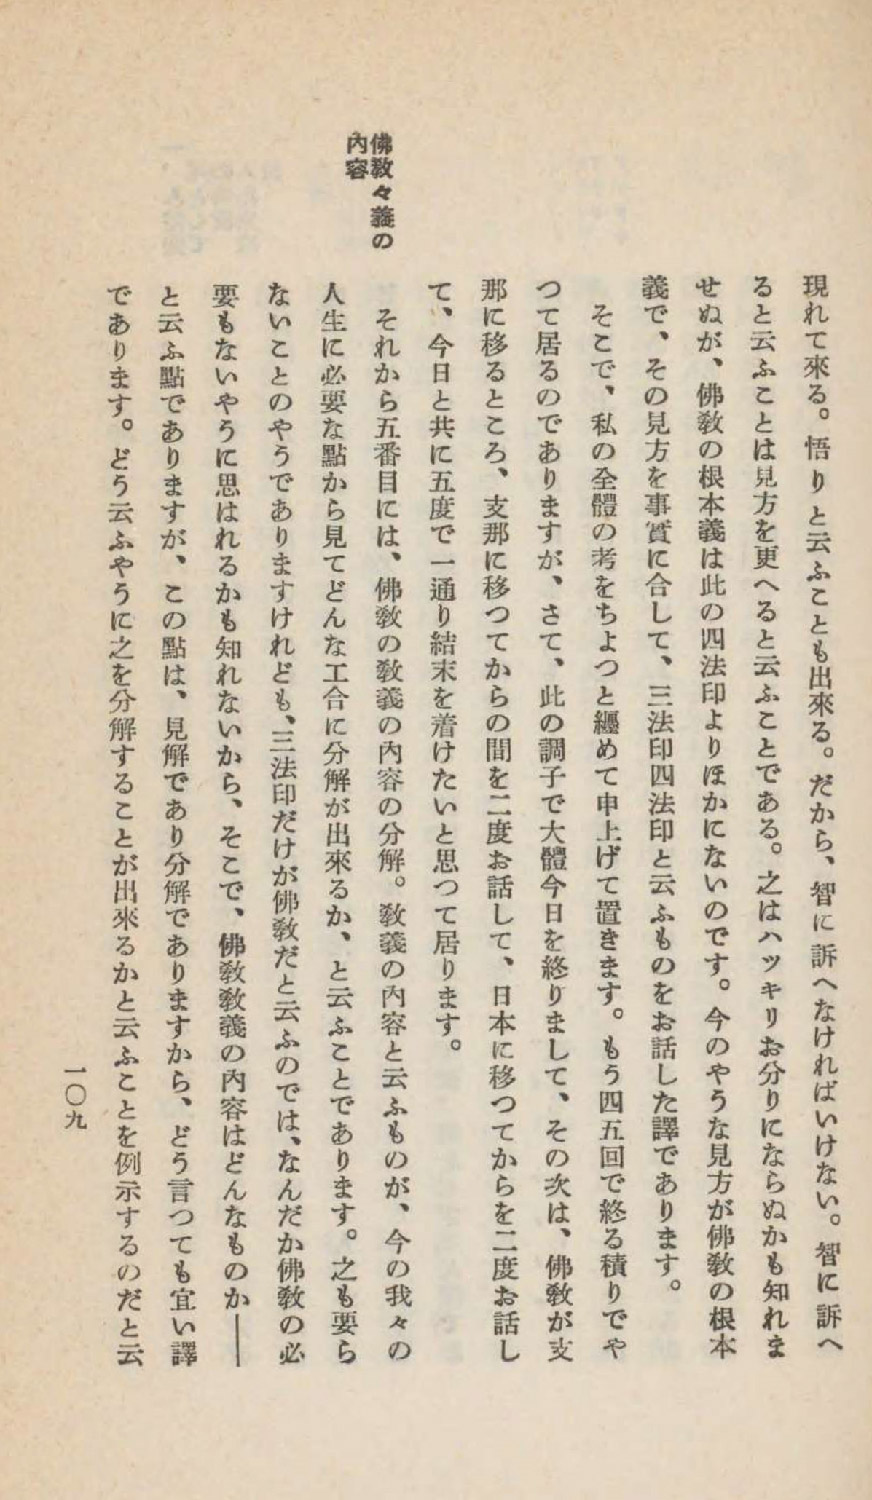 現れて來る。悟りと云ふことも出來る。だから、智に訴へなければいけない。智に訴へ
ると云ふことは見方を更へると云ふことである。之はハッキリお分りにならぬかも知れま
せぬが、佛敎の根本義は此の四法印よりほかにないのです。今のやうな見方が佛敎の根本
義で、その見方を事實に合して、三法印四法印と云ふものをお話した譯であります。
そこで、私の全體の考をちよつと纒めて申上げて置きます。もう四五回で終る積りでや
つて居るのでありますが、さて、此の調子で大體今日を終りまして、その次は、佛敎が支
那に移るところ、支那に移つてからの間を二度お話して、日本に移つてからを二度お話し
て、今日と共に五度で一通り結末を着けたいと思つて居ります。
佛敎々義の
內容
それから五番目には、佛敎の敎義の內容の分解。敎義の內容と云ふものが、今の我々の
人生に必要な點から見てどんな工合に分解が出來るか、と云ふことであります。之も要ら
ないことのやうでありますけれども、三法印だけが佛敎だと云ふのでは、なんだか佛敎の必
要もないやうに思はれるかも知れないから、そこで、佛敎敎義の內容はどんなものか――
と云ふ點でありますが、この點は、見解であり分解でありますから、どう言つても宜い譯
であります。どう云ふやうに之を分解することが出來るかと云ふことを例示するのだと云
一〇九